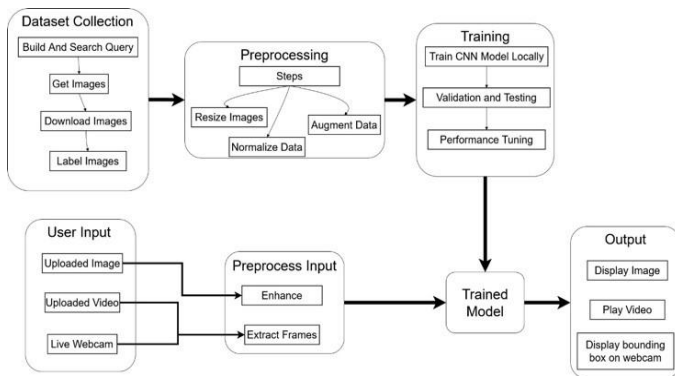 Dataset Collection
Build And Search Query
Get Images
Download Images
Label Images
Preprocessing
Steps
Resize Images
Augment Data
Normalize Data
Training
Train CNN Model Locally
Validation and Testing
Performance Tuning
User Input
Uploaded Image
Uploaded Video
Live Webcam
Preprocess Input
Enhance
Extract Frames
Trained
Model
Output
Display Image
Play Video
Display bounding
box on webcam